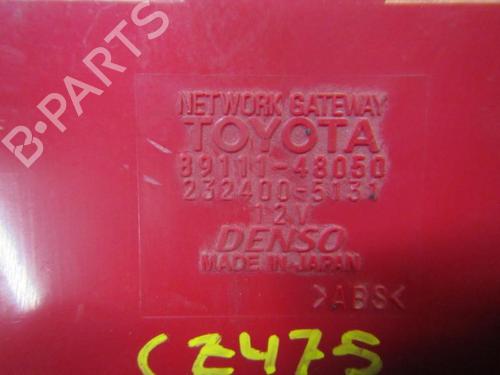 B-PARTS
NETWORK GATEWAY
TOYOTA
89111-48050
232400-5131
12V
DENSO
MADE IN JAPAN
>ABS<
CZ475